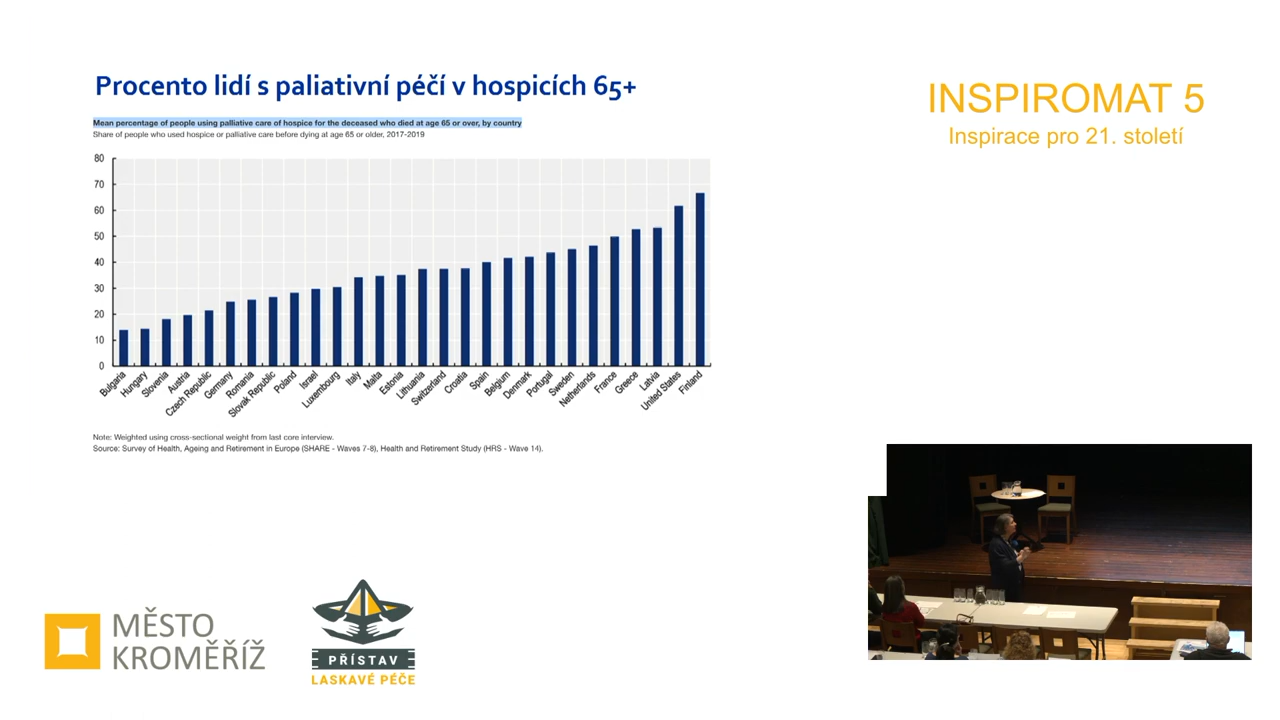 Procento lidí s paliativní péčí v hospicích 65+
Mean percentage of people using palliative care of hospice for the deceased who died at age 65 or over, by country
Share of people who used hospice or palliative care before dying at age 65 or older, 2017-2019
80
70
60
50
40
30
20
10
0
Bulgaria
Hungary
Slovenia
Austria
Czech Republic
Germany
Romania
Slovak Republic
Poland
Israel
Luxembourg
Italy
Malta
Estonia
Lithuania
Switzerland
Croatia
Spain
Belgium
Denmark
Portugal
Sweden
Netherlands
France
Greece
Latvia
United States
Finland
Note: Weighted using cross-sectional weight from last core interview.
Source: Survey of Health, Ageing and Retirement in Europe (SHARE - Waves 7-8), Health and Retirement Study (HRS - Wave 14).
INSPIROMAT 5
Inspirace pro 21. století
MĚSTO
KROMĚŘÍŽ
PŘÍSTAV
LASKAVÉ PÉČE